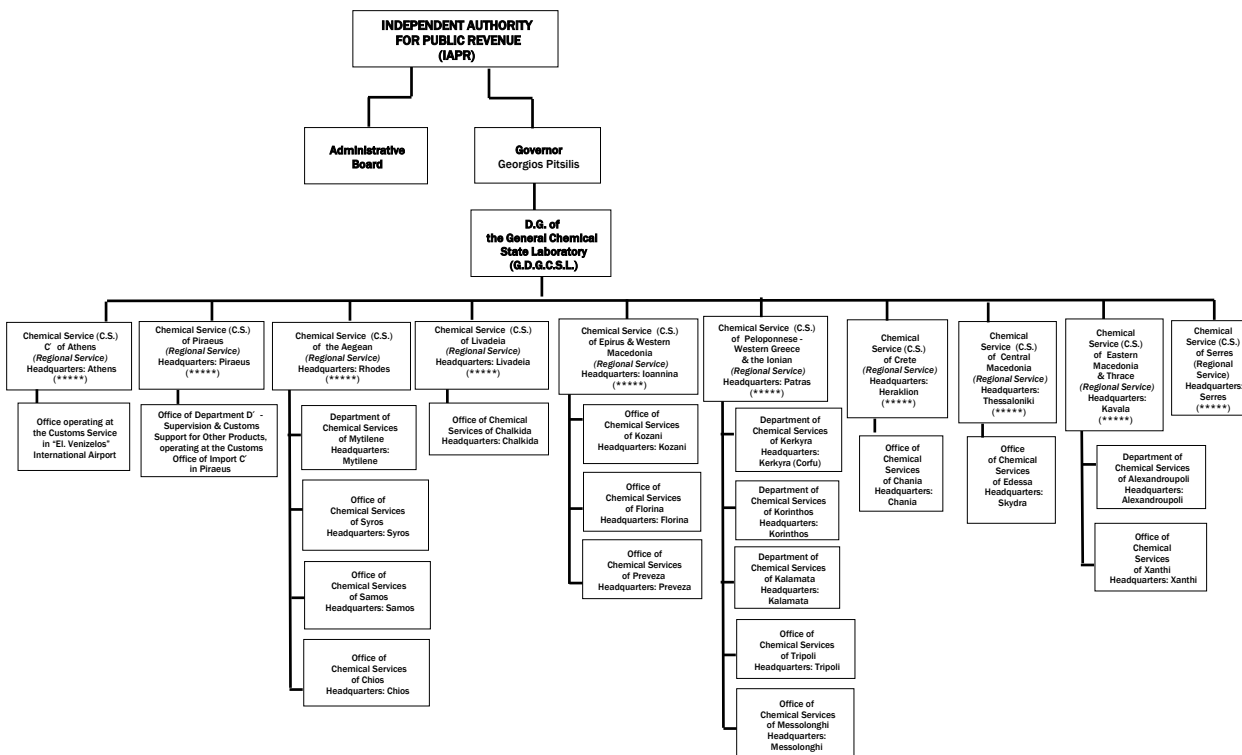 INDEPENDENT AUTHORITY
FOR PUBLIC REVENUE
(IAPR)
Administrative
Board
Governor
Georgios Pitsilis
D.G. of
the General Chemical
State Laboratory
(G.D.G.C.S.L.)
Chemical Service (C.S.)
C΄ of Athens
(Regional Service)
Headquarters: Athens
(*****)
Office operating at
the Customs Service
in "El. Venizelos"
International Airport
Chemical Service (C.S.)
of Piraeus
(Regional Service)
Headquarters: Piraeus
(*****)
Office of Department D΄ -
Supervision & Customs
Support for Other Products,
operating at the Customs
Office of Import C΄
in Piraeus
Chemical Service (C.S.)
of the Aegean
(Regional Service)
Headquarters: Rhodes
(*****)
Department of
Chemical Services
of Mytilene
Headquarters:
Mytilene
Office of
Chemical Services
of Syros
Headquarters: Syros
Office of
Chemical Services
of Samos
Headquarters: Samos
Office of
Chemical Services
of Chios
Headquarters: Chios
Chemical Service (C.S.)
of Livadeia
(Regional Service)
Headquarters: Livadeia
(*****)
Office of Chemical
Services of Chalkida
Headquarters: Chalkida
Chemical Service (C.S.)
of Epirus & Western
Macedonia
(Regional Service)
Headquarters: Ioannina
(*****)
Office of
Chemical Services
of Kozani
Headquarters: Kozani
Office of
Chemical Services
of Florina
Headquarters: Florina
Office of
Chemical Services
of Preveza
Headquarters: Preveza
Chemical Service (C.S.)
of Peloponnese -
Western Greece
& the Ionian
(Regional Service)
Headquarters: Patras
(*****)
Department of
Chemical Services of
Kerkyra
Headquarters:
Kerkyra (Corfu)
Department of
Chemical Services
of Korinthos
Headquarters:
Korinthos
Department of
Chemical Services
of Kalamata
Headquarters:
Kalamata
Office of
Chemical Services
of Tripoli
Headquarters: Tripoli
Office of
Chemical Services
of Messolonghi
Headquarters:
Messolonghi
Chemical
Service (C.S.)
of Crete
(Regional Service)
Headquarters:
Heraklion
(*****)
Office of
Chemical
Services
of Chania
Headquarters:
Chania
Chemical
Service (C.S.)
of Central
Macedonia
(Regional Service)
Headquarters:
Thessaloniki
(*****)
Office
of Chemical
Services
of Edessa
Headquarters:
Skydra
Chemical
Service (C.S.)
of Eastern
Macedonia
& Thrace
(Regional Service)
Headquarters:
Kavala
(*****)
Department of
Chemical Services
of Alexandroupoli
Headquarters:
Alexandroupoli
Office of
Chemical
Services
of Xanthi
Headquarters: Xanthi
Chemical
Service (C.S.)
of Serres
(Regional
Service)
Headquarters:
Serres
(*****)